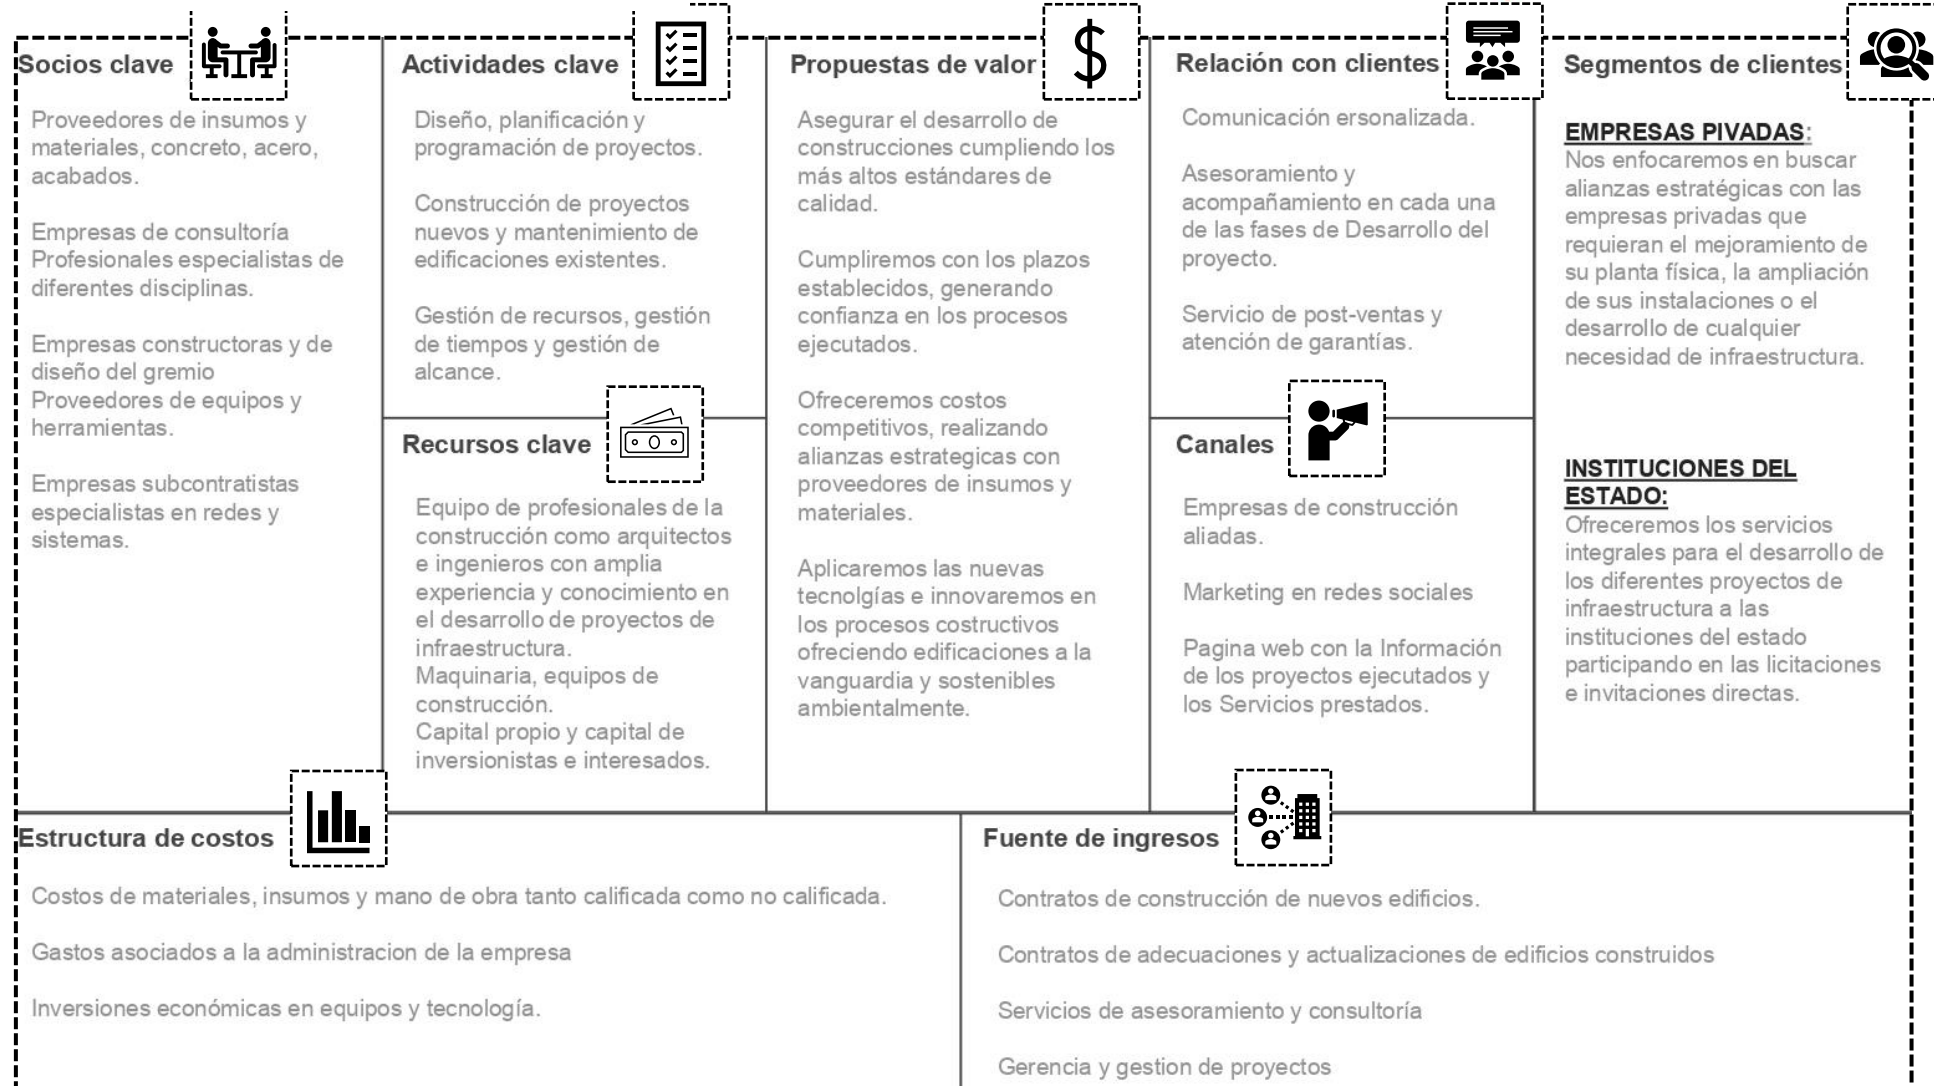 Socios clave
Proveedores de insumos y
materiales, concreto, acero,
acabados.
Empresas de consultoría
Profesionales especialistas de
diferentes disciplinas.
Empresas constructoras y de
diseño del gremio
Proveedores de equipos y
herramientas.
Empresas subcontratistas
especialistas en redes y
sistemas.
Actividades clave
Diseño, planificación y
programación de proyectos.
Construcción de proyectos
nuevos y mantenimiento de
edificaciones existentes.
Gestión de recursos, gestión
de tiempos y gestión de
alcance.
Recursos clave
Equipo de profesionales de la
construcción como arquitectos
e ingenieros con amplia
experiencia y conocimiento en
el desarrollo de proyectos de
infraestructura.
Maquinaria, equipos de
construcción.
Capital propio y capital de
inversionistas e interesados.
Propuestas de valor
Asegurar el desarrollo de
construcciones cumpliendo los
más altos estándares de
calidad.
Cumpliremos con los plazos
establecidos, generando
confianza en los procesos
ejecutados.
Ofreceremos costos
competitivos, realizando
alianzas estrategicas con
proveedores de insumos y
materiales.
Aplicaremos las nuevas
tecnolgías e innovaremos en
los procesos costructivos
ofreciendo edificaciones a la
vanguardia y sostenibles
ambientalmente.
Relación con clientes
Comunicación ersonalizada.
Asesoramiento y
acompañamiento en cada una
de las fases de Desarrollo del
proyecto.
Servicio de post-ventas y
atención de garantías.
Canales
Empresas de construcción
aliadas.
Marketing en redes sociales
Pagina web con la Información
de los proyectos ejecutados y
los Servicios prestados.
Segmentos de clientes
EMPRESAS PIVADAS:
Nos enfocaremos en buscar
alianzas estratégicas con las
empresas privadas que
requieran el mejoramiento de
su planta física, la ampliación
de sus instalaciones o el
desarrollo de cualquier
necesidad de infraestructura.
INSTITUCIONES DEL
ESTADO:
Ofreceremos los servicios
integrales para el desarrollo de
los diferentes proyectos de
infraestructura a las
instituciones del estado
participando en las licitaciones
e invitaciones directas.
Estructura de costos
Costos de materiales, insumos y mano de obra tanto calificada como no calificada.
Gastos asociados a la administracion de la empresa
Inversiones económicas en equipos y tecnología.
Fuente de ingresos
Contratos de construcción de nuevos edificios.
Contratos de adecuaciones y actualizaciones de edificios construidos
Servicios de asesoramiento y consultoría
Gerencia y gestion de proyectos